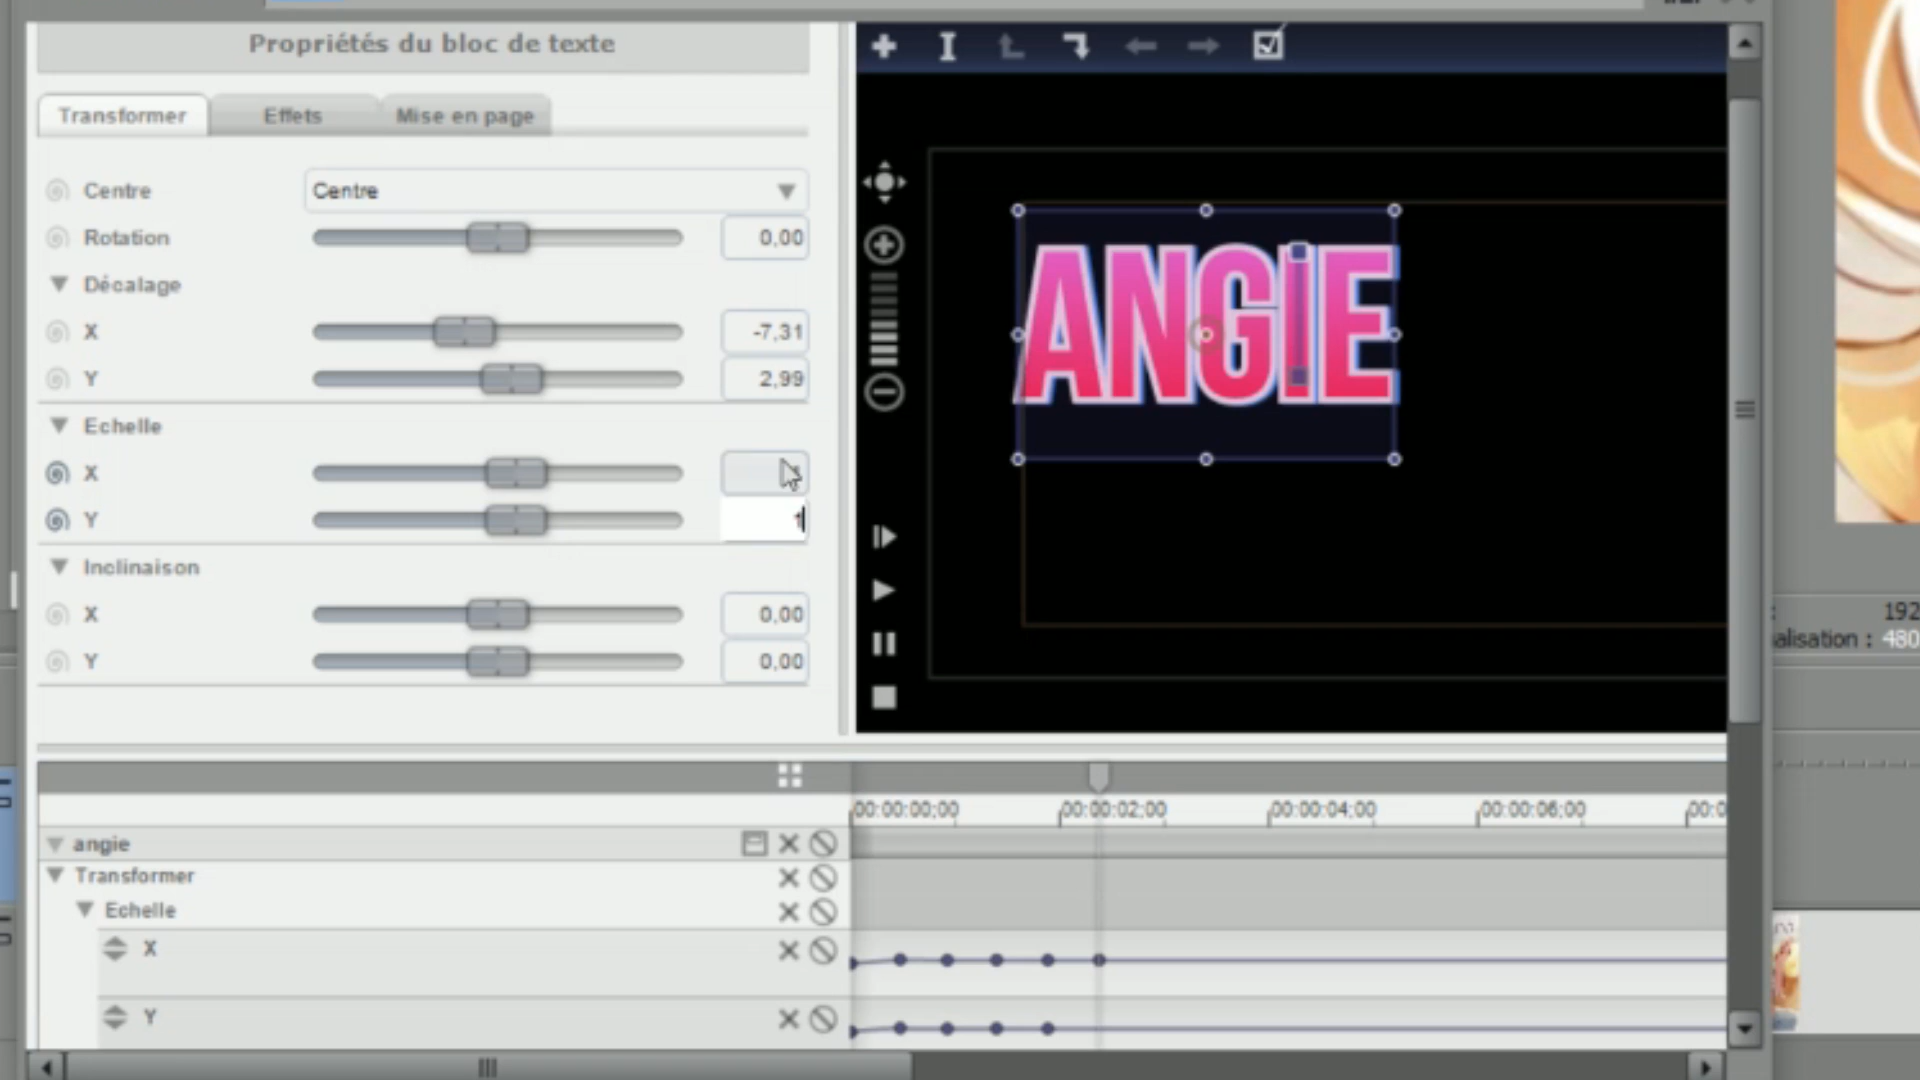 Propriétés du bloc de texte
Transformer
Effets
Mise en page
Centre
Centre
Rotation
0,00
Décalage
X
-7,31
Y
2,99
Echelle
X
Y
1
Inclinaison
X
0,00
Y
0,00
ANGIE
192
alisation : 480
00:00:00;00
00:00:02;00
00:00:04;00
00:00:06;00
00:0
angie
Transformer
Echelle
X
Y